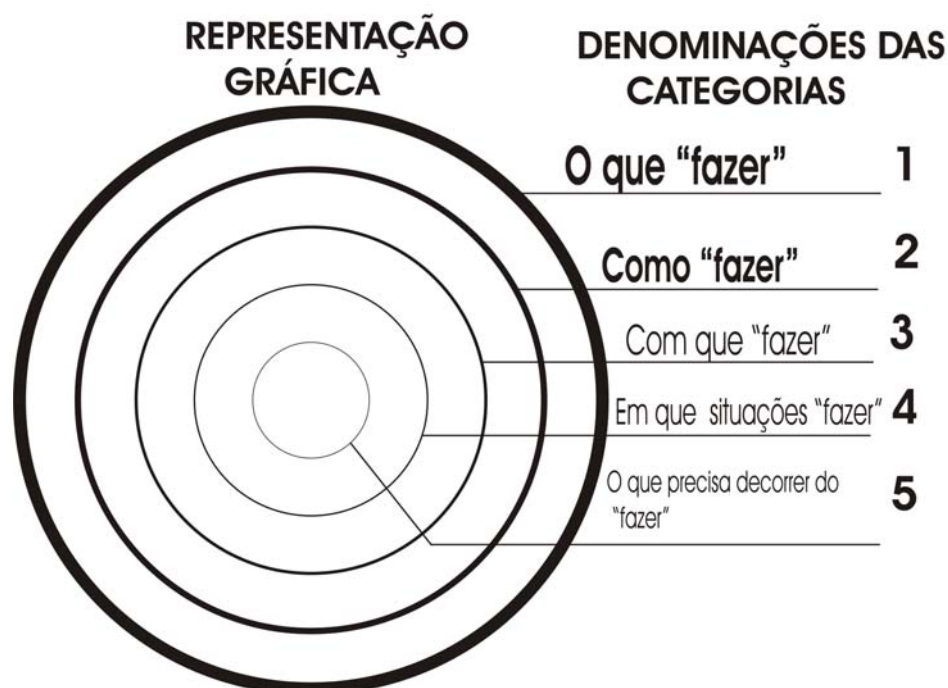 REPRESENTAÇÃO
GRÁFICA
DENOMINAÇÕES DAS
CATEGORIAS
O que “fazer” 1
Como “fazer” 2
Com que “fazer” 3
Em que situações “fazer” 4
O que precisa decorrer do
“fazer” 5